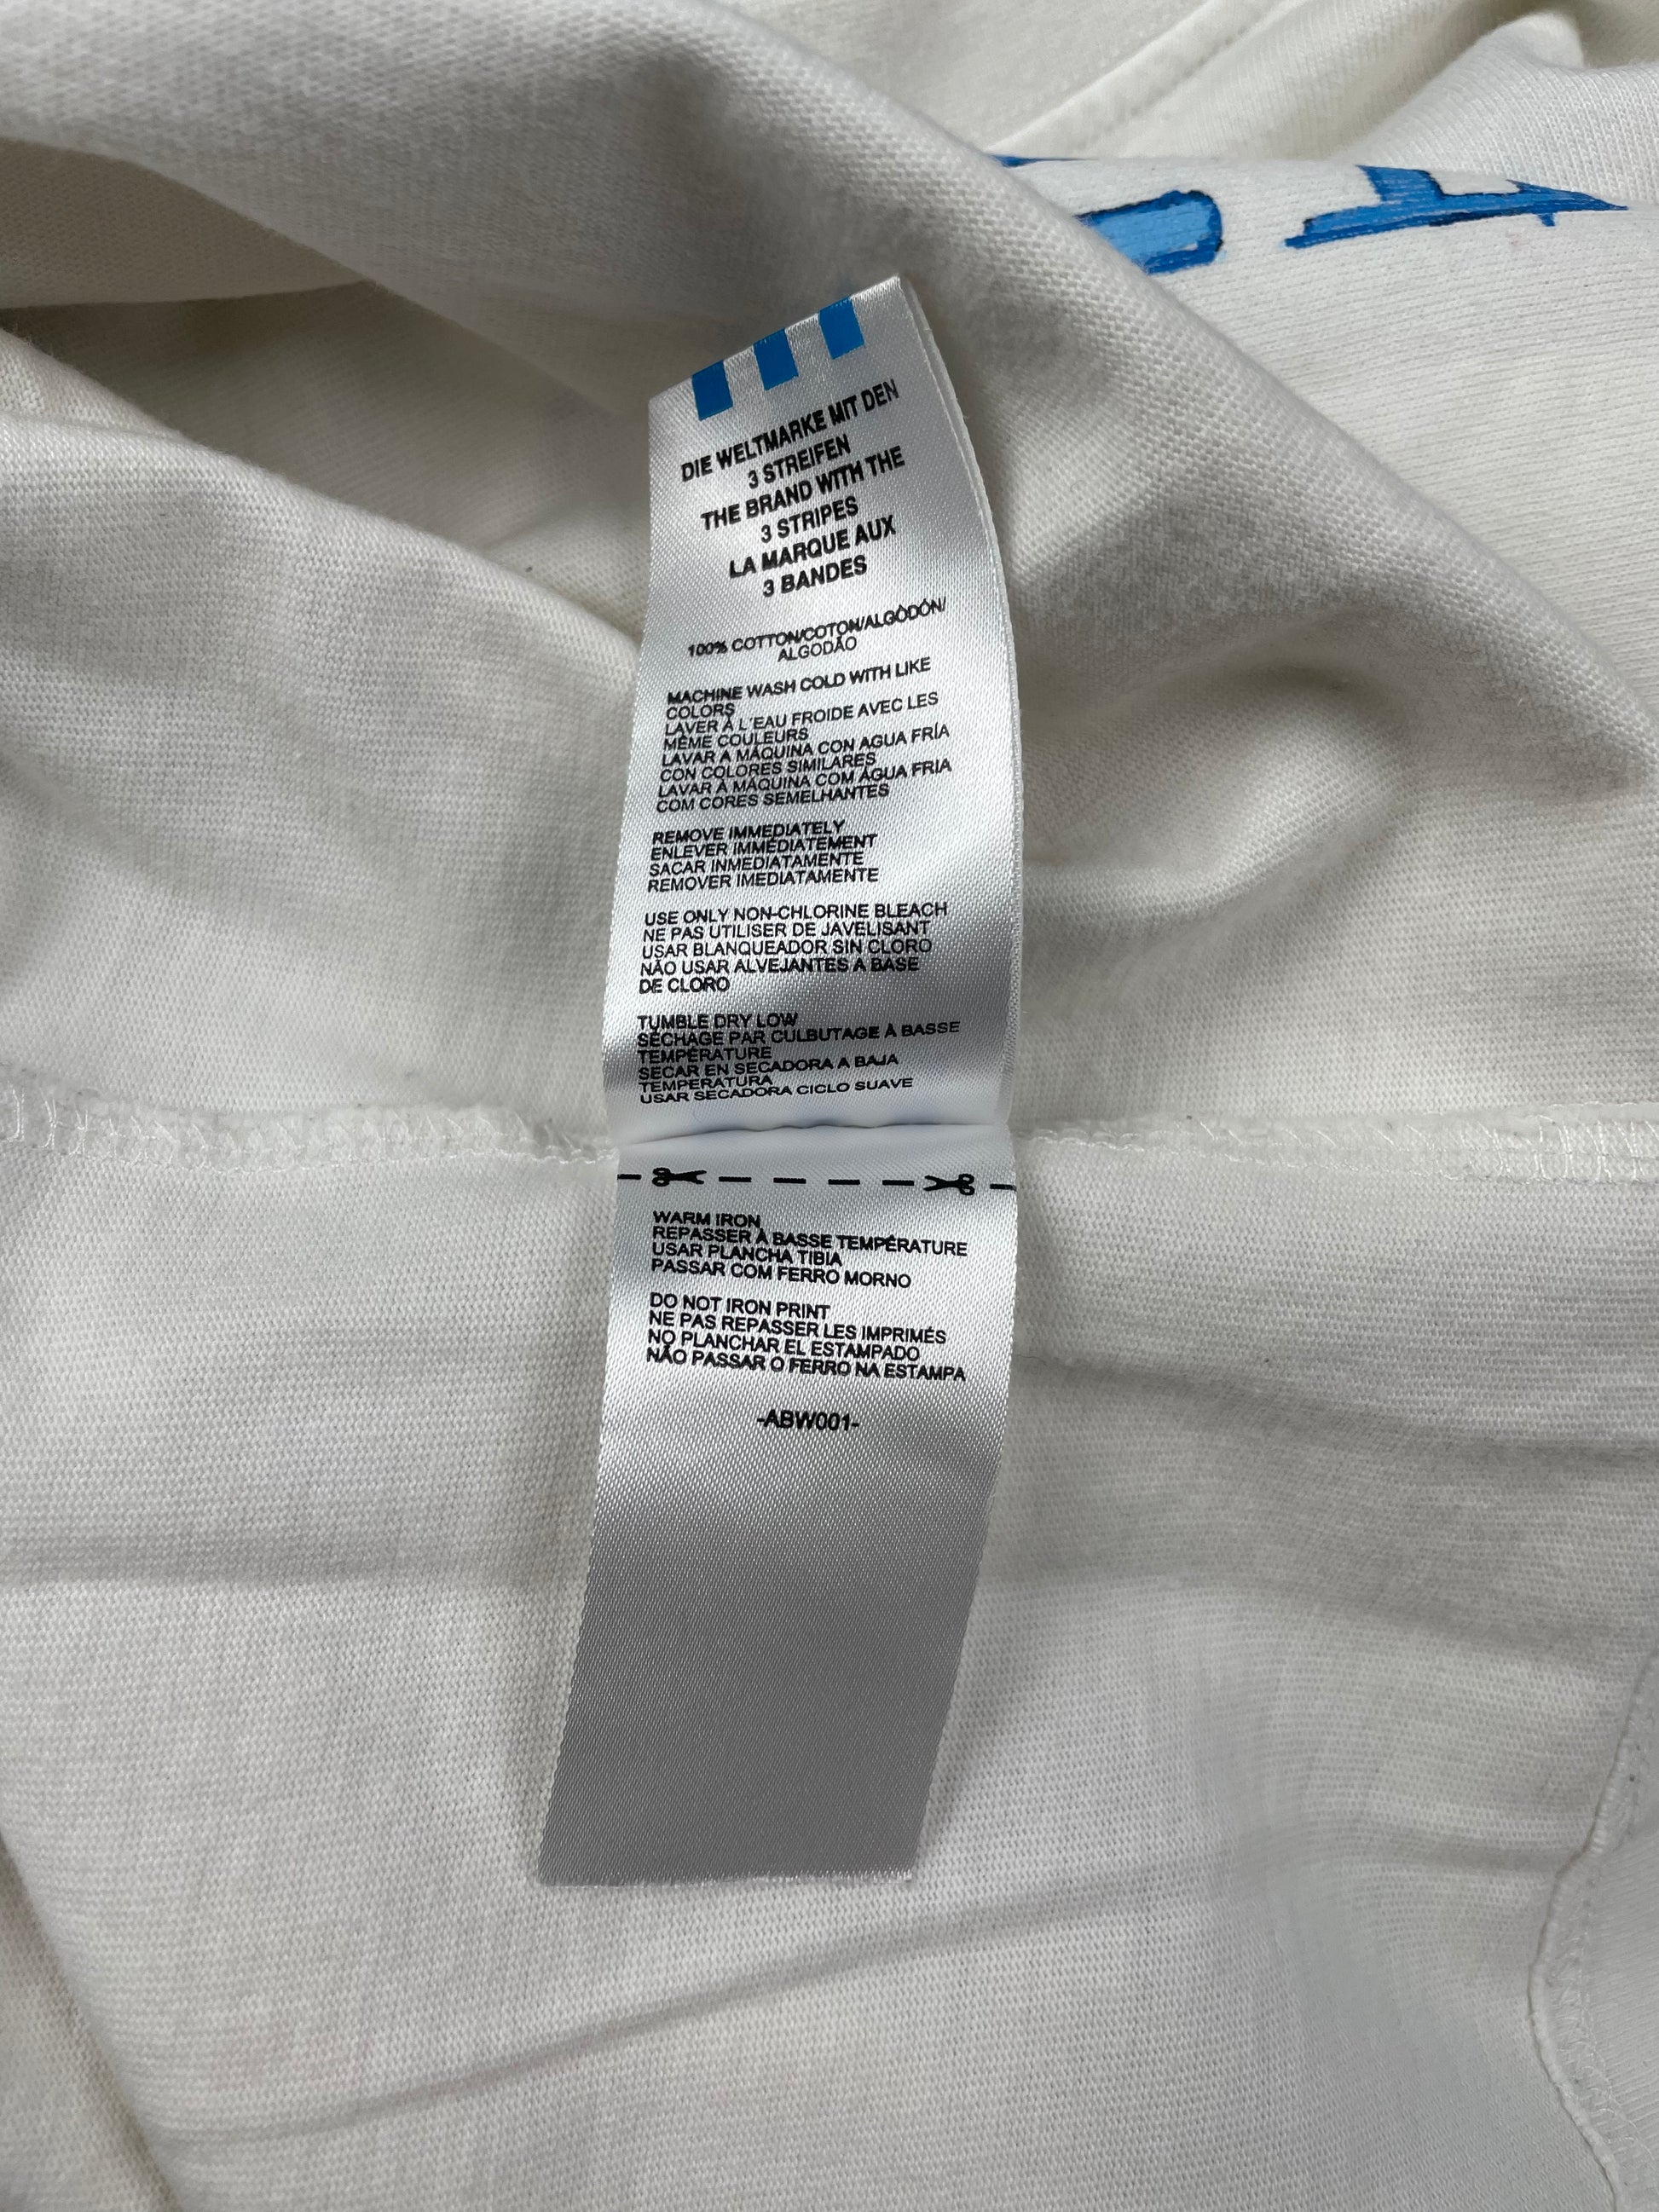 DIE WELTMARKE MIT DEN
3 STREIFEN
THE BRAND WITH THE
3 STRIPES
LA MARQUE AUX
3 BANDES
100% COTTON/COTON/ALGÒDÓN/
ALGODÃO
MACHINE WASH COLD WITH LIKE
COLORS
LAVER À L'EAU FROIDE AVEC LES
MÊME COULEURS
LAVAR A MÁQUINA CON AGUA FRÍA
CON COLORES SIMILARES
LAVAR À MÁQUINA COM ÁGUA FRIA
COM CORES SEMELHANTES
REMOVE IMMEDIATELY
ENLEVER IMMÉDIATEMENT
SACAR INMEDIATAMENTE
REMOVER IMEDIATAMENTE
USE ONLY NON-CHLORINE BLEACH
NE PAS UTILISER DE JAVELISANT
USAR BLANQUEADOR SIN CLORO
NÃO USAR ALVEJANTES A BASE
DE CLORO
TUMBLE DRY LOW
SÉCHAGE PAR CULBUTAGE À BASSE
TEMPÉRATURE
SECAR EN SECADORA A BAJA
TEMPERATURA
USAR SECADORA CICLO SUAVE
WARM IRON
REPASSER À BASSE TEMPÉRATURE
USAR PLANCHA TIBIA
PASSAR COM FERRO MORNO
DO NOT IRON PRINT
NE PAS REPASSER LES IMPRIMÉS
NO PLANCHAR EL ESTAMPADO
NÃO PASSAR O FERRO NA ESTAMPA
-ABW001-